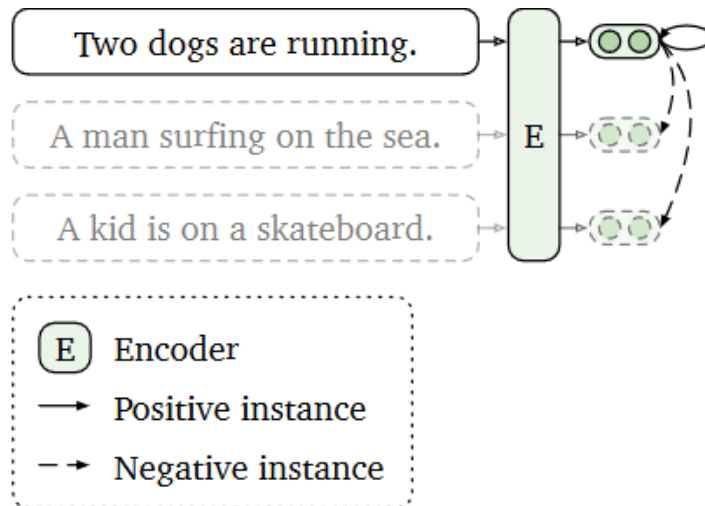 Two dogs are running.
A man surfing on the sea.
E
A kid is on a skateboard.
E Encoder
Positive instance
Negative instance